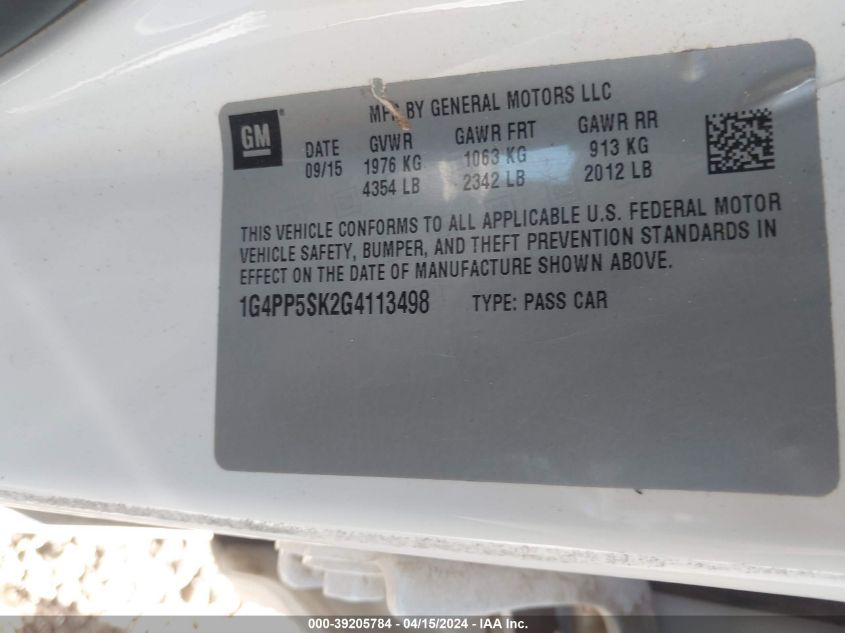 MFD BY GENERAL MOTORS LLC
GM
DATE GVWR GAWR FRT GAWR RR
09/15 1976 KG 1063 KG 913 KG
4354 LB 2342 LB 2012 LB
THIS VEHICLE CONFORMS TO ALL APPLICABLE U.S. FEDERAL MOTOR
VEHICLE SAFETY, BUMPER, AND THEFT PREVENTION STANDARDS IN
EFFECT ON THE DATE OF MANUFACTURE SHOWN ABOVE.
1G4PP5SK2G4113498 TYPE: PASS CAR
000-39205784 - 04/15/2024 - IAA Inc.